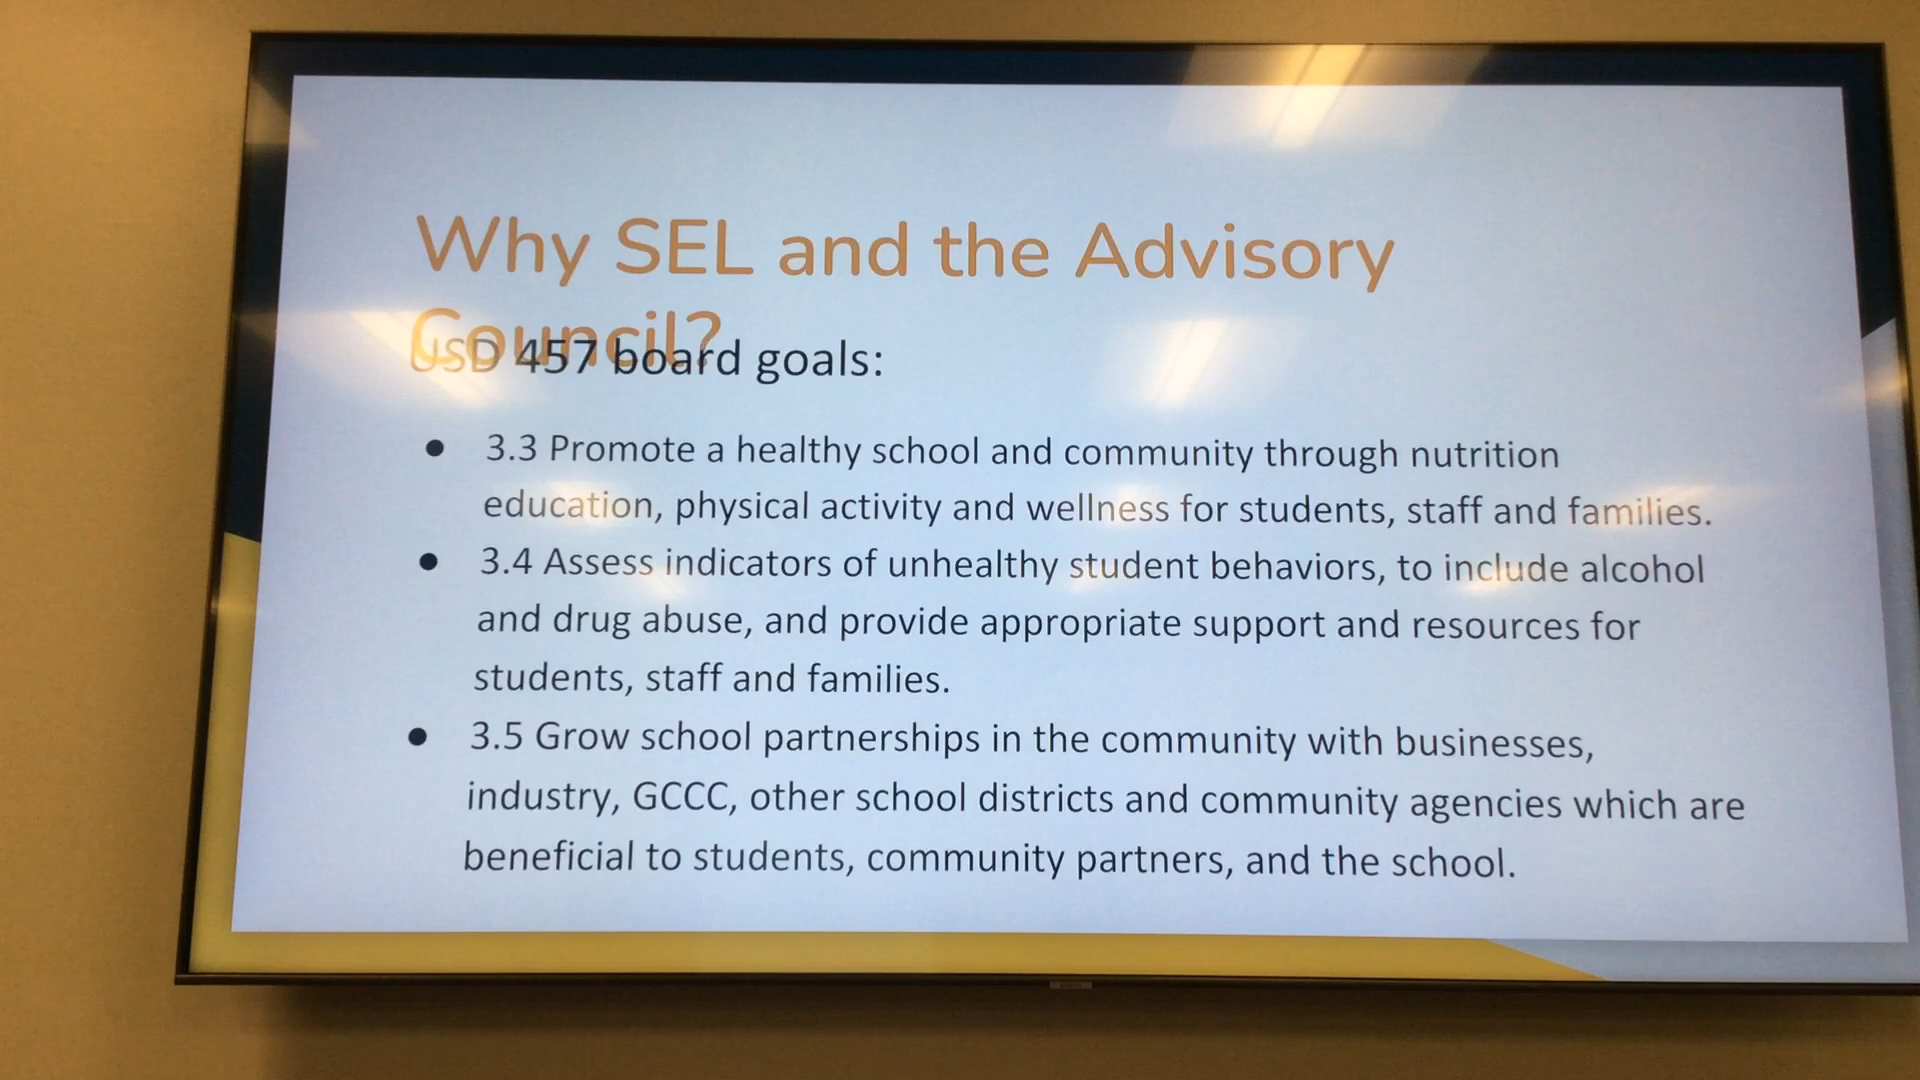 Why SEL and the Advisory
Council?
USD 457 board goals:
● 3.3 Promote a healthy school and community through nutrition
education, physical activity and wellness for students, staff and families.
● 3.4 Assess indicators of unhealthy student behaviors, to include alcohol
and drug abuse, and provide appropriate support and resources for
students, staff and families.
● 3.5 Grow school partnerships in the community with businesses,
industry, GCCC, other school districts and community agencies which are
beneficial to students, community partners, and the school.